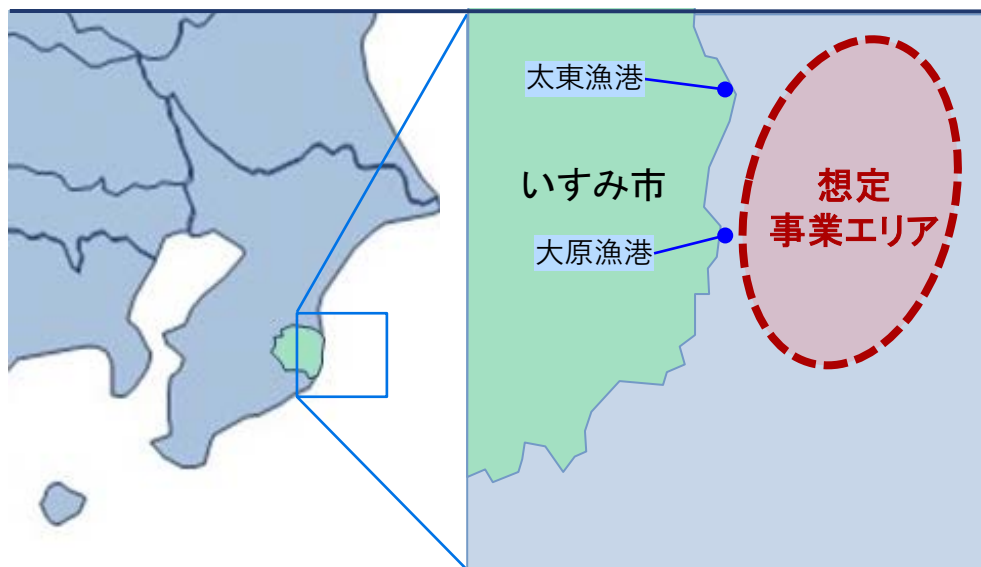 太東漁港
いすみ市
大原漁港
想定
事業エリア